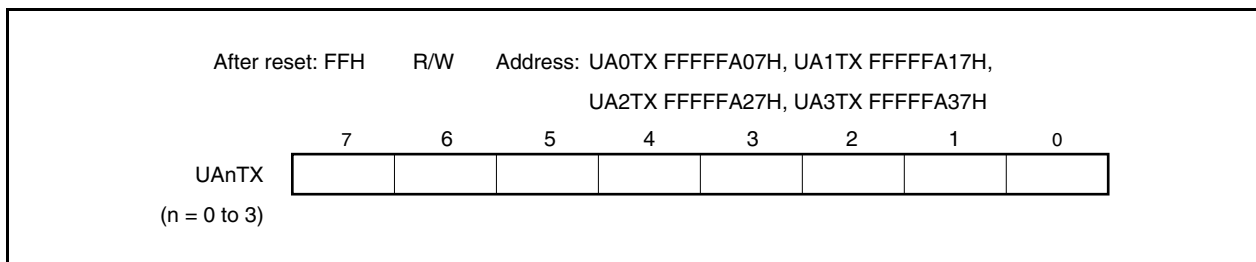 After reset: FFH R/W Address: UA0TX FFFFFA07H, UA1TX FFFFFA17H,
UA2TX FFFFFA27H, UA3TX FFFFFA37H
7 6 5 4 3 2 1 0
UAnTX
(n = 0 to 3)